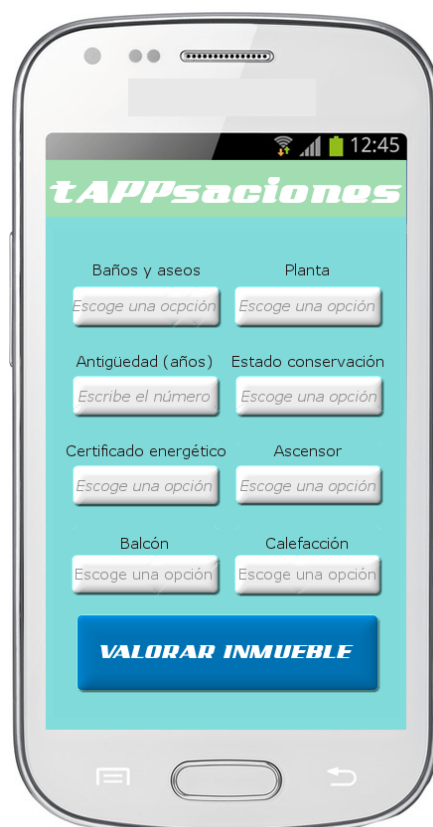 12:45
tAPPsaciones
Baños y aseos Planta
Escoge una ocpción Escoge una opción
Antigüedad (años) Estado conservación
Escribe el número Escoge una opción
Certificado energético Ascensor
Escoge una opción Escoge una opción
Balcón Calefacción
Escoge una opción Escoge una opción
VALORAR INMUEBLE